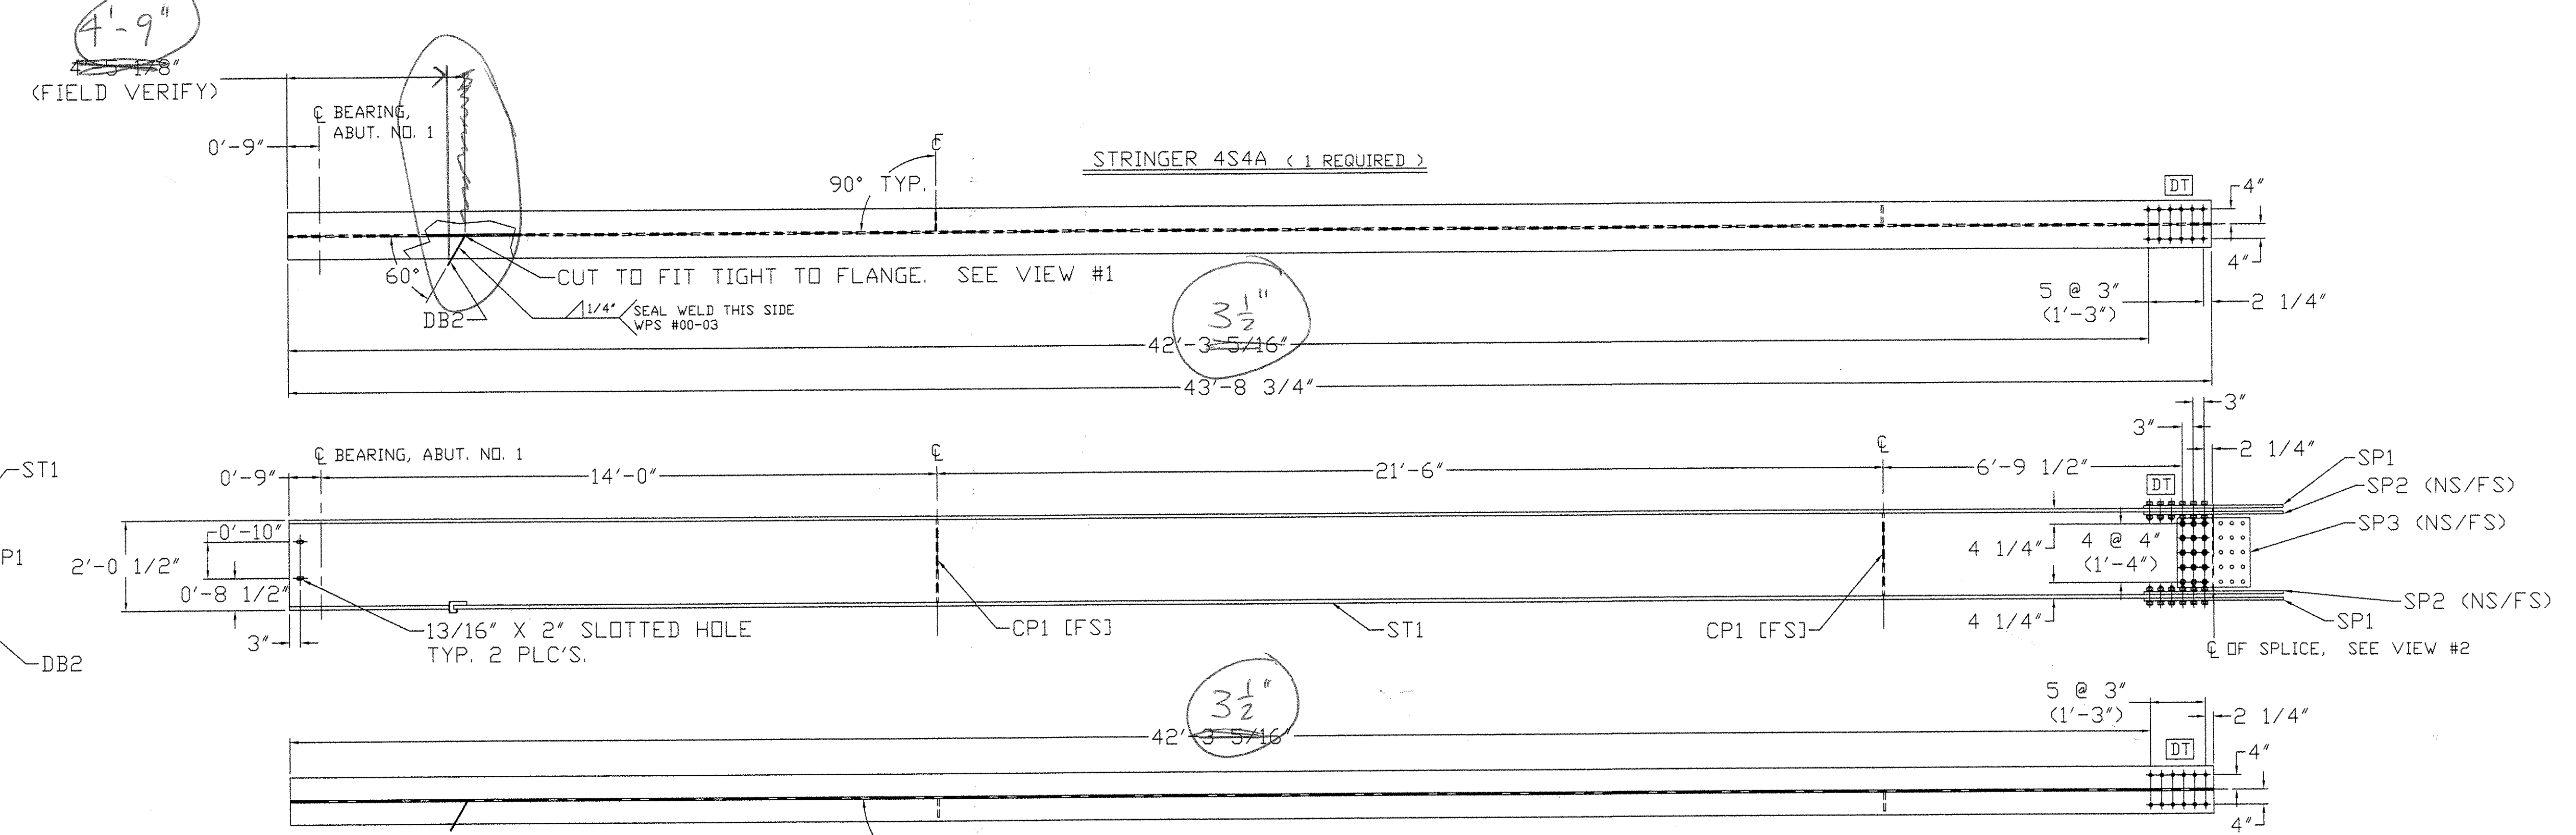 4'-9"
4'-5 1/8"
(FIELD VERIFY)
℄ BEARING,
ABUT. NO. 1
0'-9"
℄
90° TYP.
STRINGER 4S4A ( 1 REQUIRED )
DT
4"
4"
60°
CUT TO FIT TIGHT TO FLANGE. SEE VIEW #1
DB2
1/4"
SEAL WELD THIS SIDE
WPS #00-03
5 @ 3"
(1'-3")
2 1/4"
3 1/2"
42'-3 5/16"
43'-8 3/4"
3"
3"
2 1/4"
ST1
℄ BEARING, ABUT. NO. 1
℄
℄
0'-9"
14'-0"
21'-6"
6'-9 1/2"
DT
SP1
SP2 (NS/FS)
SP3 (NS/FS)
0'-10"
2'-0 1/2"
0'-8 1/2"
P1
4 1/4"
4 @ 4"
(1'-4")
4 1/4"
SP2 (NS/FS)
SP1
3"
13/16" X 2" SLOTTED HOLE
TYP. 2 PLC'S.
CP1 [FS]
ST1
CP1 [FS]
℄ OF SPLICE, SEE VIEW #2
DB2
3 1/2"
42'-3 5/16"
5 @ 3"
(1'-3")
2 1/4"
DT
4"
4"